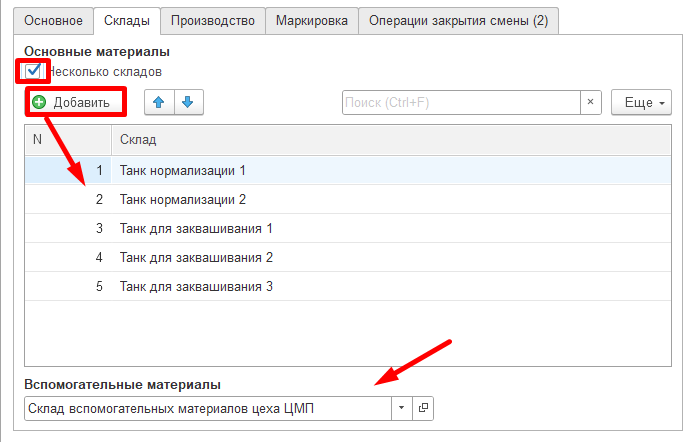 Основное Склады Производство Маркировка Операции закрытия смены (2)
Основные материалы
Несколько складов
Добавить Поиск (Ctrl+F) × Еще
N Склад
1 Танк нормализации 1
2 Танк нормализации 2
3 Танк для заквашивания 1
4 Танк для заквашивания 2
5 Танк для заквашивания 3
Вспомогательные материалы
Склад вспомогательных материалов цеха ЦМП